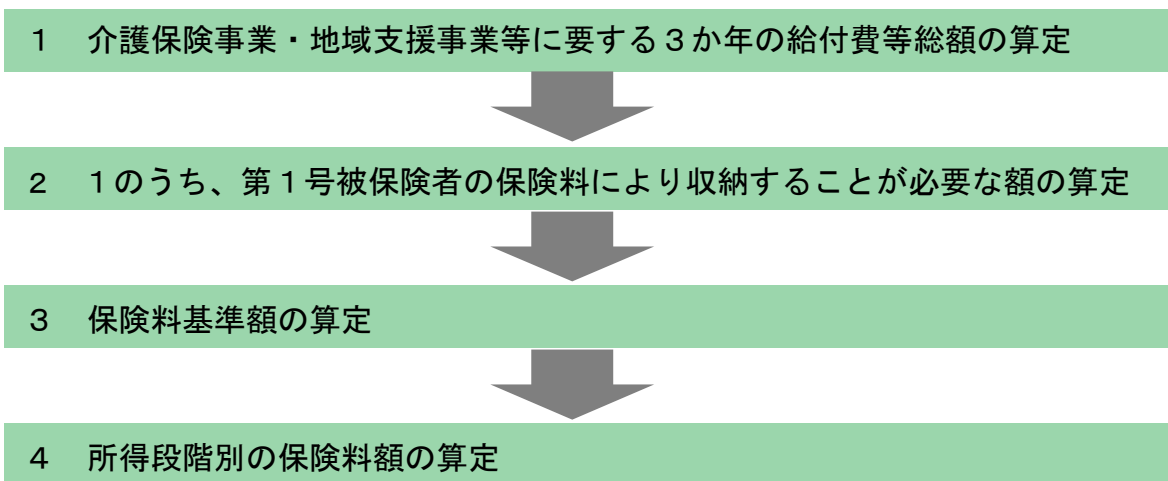 １　介護保険事業・地域支援事業等に要する３か年の給付費等総額の算定
２　１のうち、第１号被保険者の保険料により収納することが必要な額の算定
３　保険料基準額の算定
４　所得段階別の保険料額の算定